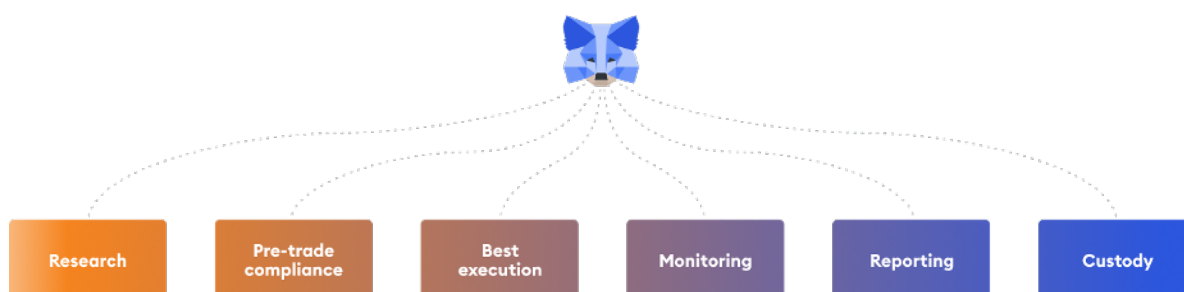 Research
Pre-trade
compliance
Best
execution
Monitoring
Reporting
Custody